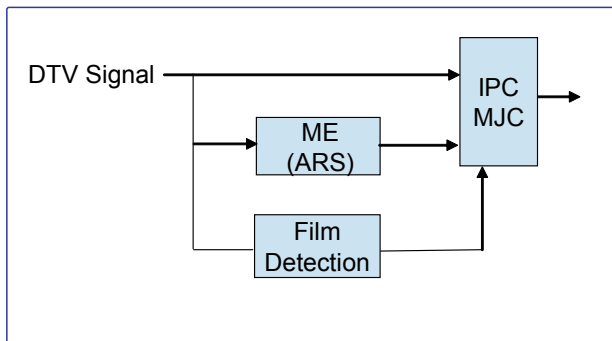 DTV Signal
IPC
MJC
ME
(ARS)
Film
Detection